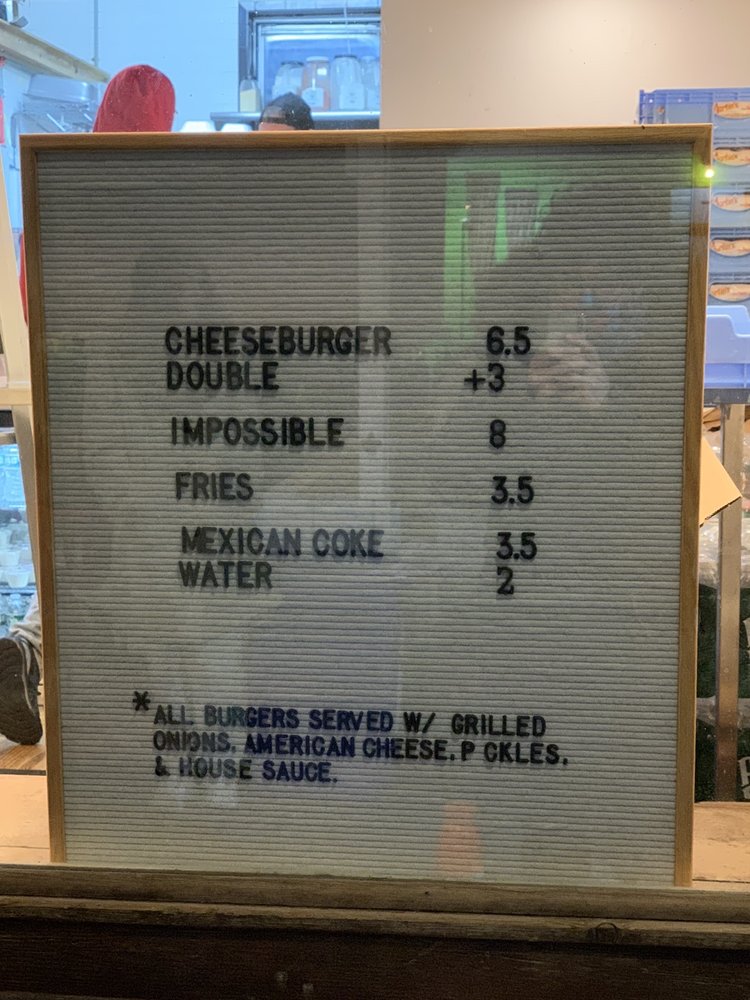 CHEESEBURGER 6.5
DOUBLE +3
IMPOSSIBLE 8
FRIES 3.5
MEXICAN COKE 3.5
WATER 2
*ALL BURGERS SERVED W/ GRILLED
ONIONS, AMERICAN CHEESE, P CKLES,
& HOUSE SAUCE.